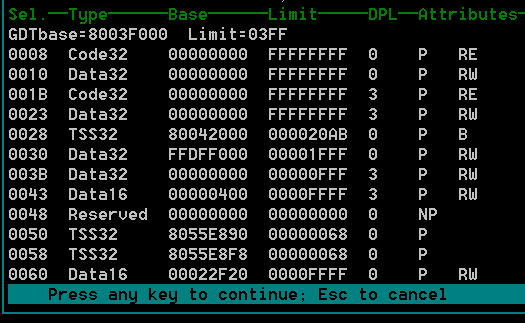 Sel.—Type—Base—Limit—DPL—Attributes
GDTbase=8003F000 Limit=03FF
0008 Code32 00000000 FFFFFFFF 0 P RE
0010 Data32 00000000 FFFFFFFF 0 P RW
001B Code32 00000000 FFFFFFFF 3 P RE
0023 Data32 00000000 FFFFFFFF 3 P RW
0028 TSS32 80042000 000020AB 0 P B
0030 Data32 FFDFF000 00001FFF 0 P RW
003B Data32 00000000 00000FFF 3 P RW
0043 Data16 00000400 0000FFFF 3 P RW
0048 Reserved 00000000 00000000 0 NP
0050 TSS32 8055E890 00000068 0 P
0058 TSS32 8055E8F8 00000068 0 P
0060 Data16 00022F20 0000FFFF 0 P RW
Press any key to continue; Esc to cancel